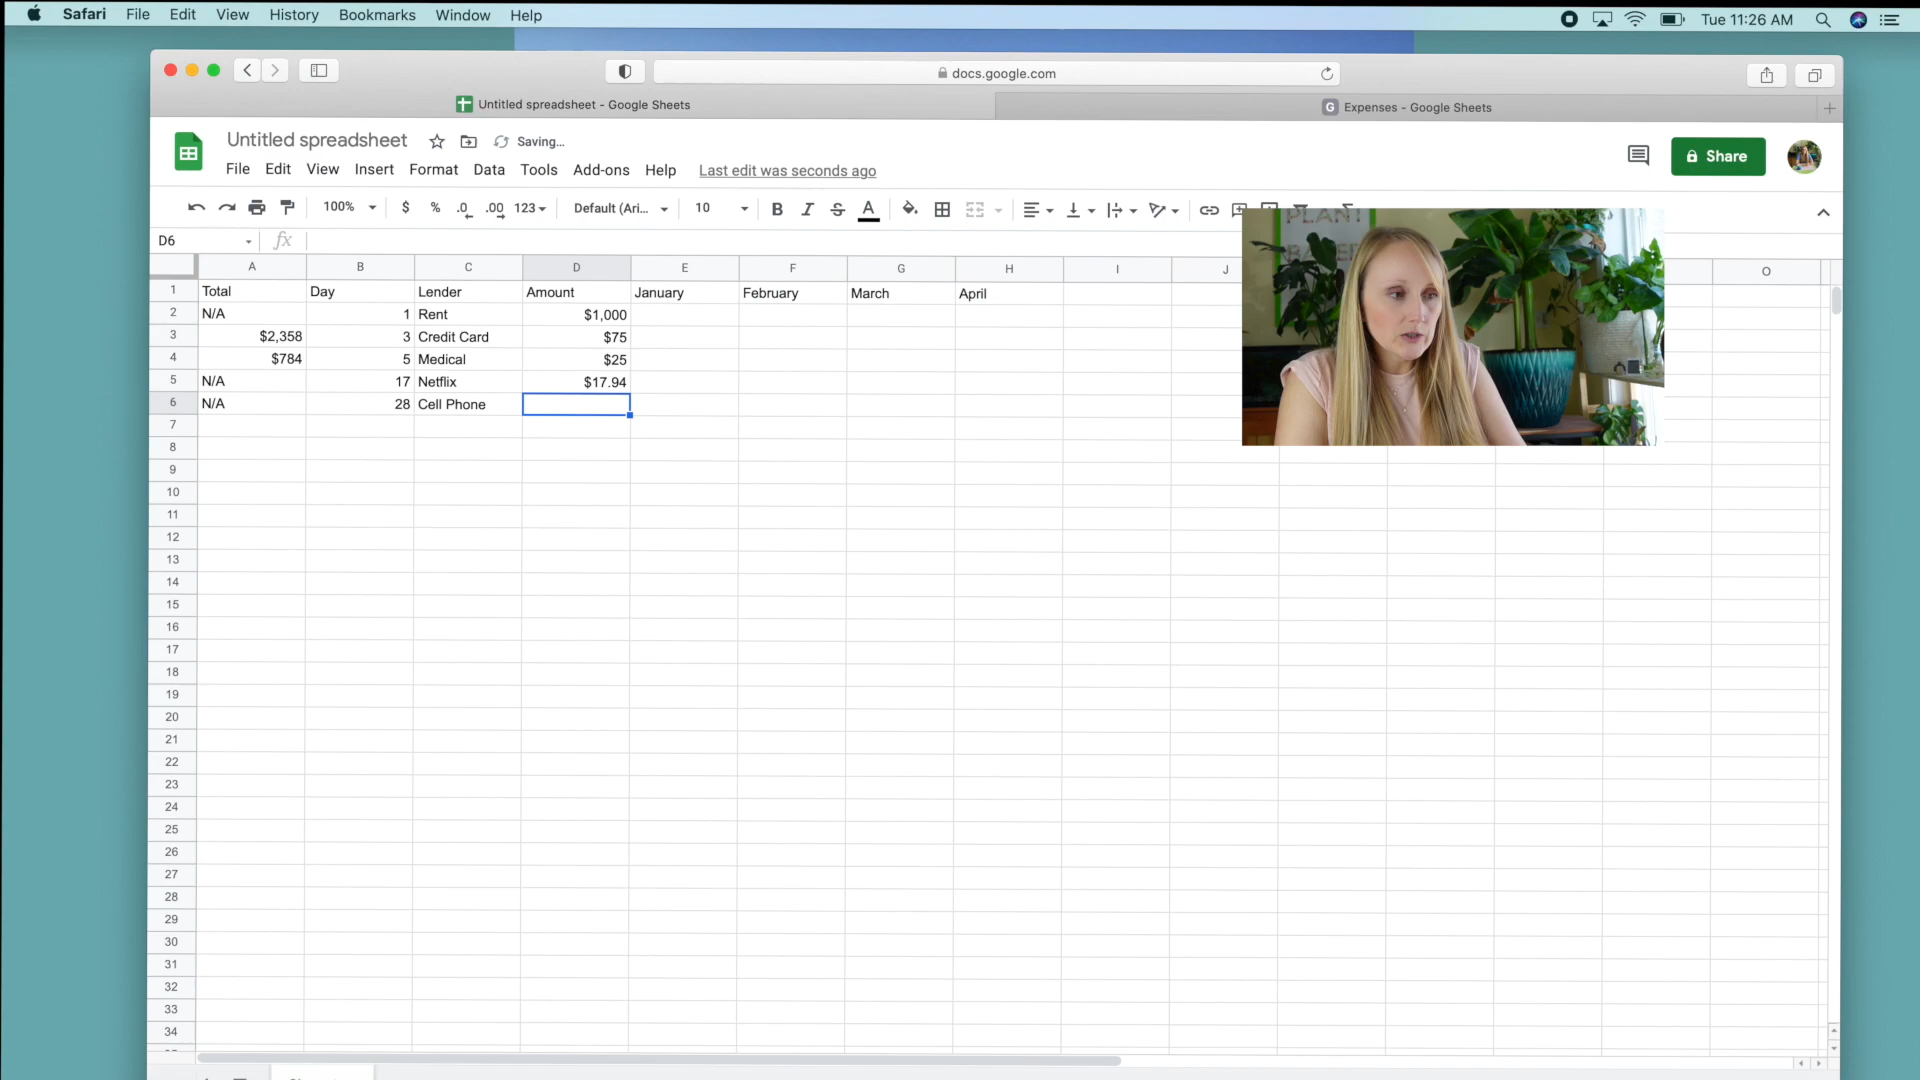 Safari File Edit View History Bookmarks Window Help Tue 11:26 AM
docs.google.com
Untitled spreadsheet - Google Sheets G Expenses - Google Sheets
Untitled spreadsheet Saving...
File Edit View Insert Format Data Tools Add-ons Help Last edit was seconds ago
Share
100% $ % .0 .00 123 Default (Ari... 10 B I S A
D6 fx
A B C D E F G H I J O
1 Total Day Lender Amount January February March April
2 N/A 1 Rent $1,000
3 $2,358 3 Credit Card $75
4 $784 5 Medical $25
5 N/A 17 Netflix $17.94
6 N/A 28 Cell Phone
7
8
9
10
11
12
13
14
15
16
17
18
19
20
21
22
23
24
25
26
27
28
29
30
31
32
33
34
PLANT
BASED